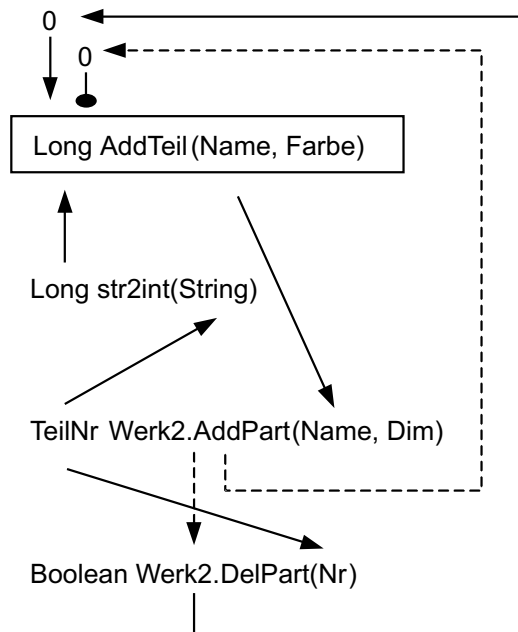 0
0
Long AddTeil(Name, Farbe)
Long str2int(String)
TeilNr Werk2.AddPart(Name, Dim)
Boolean Werk2.DelPart(Nr)